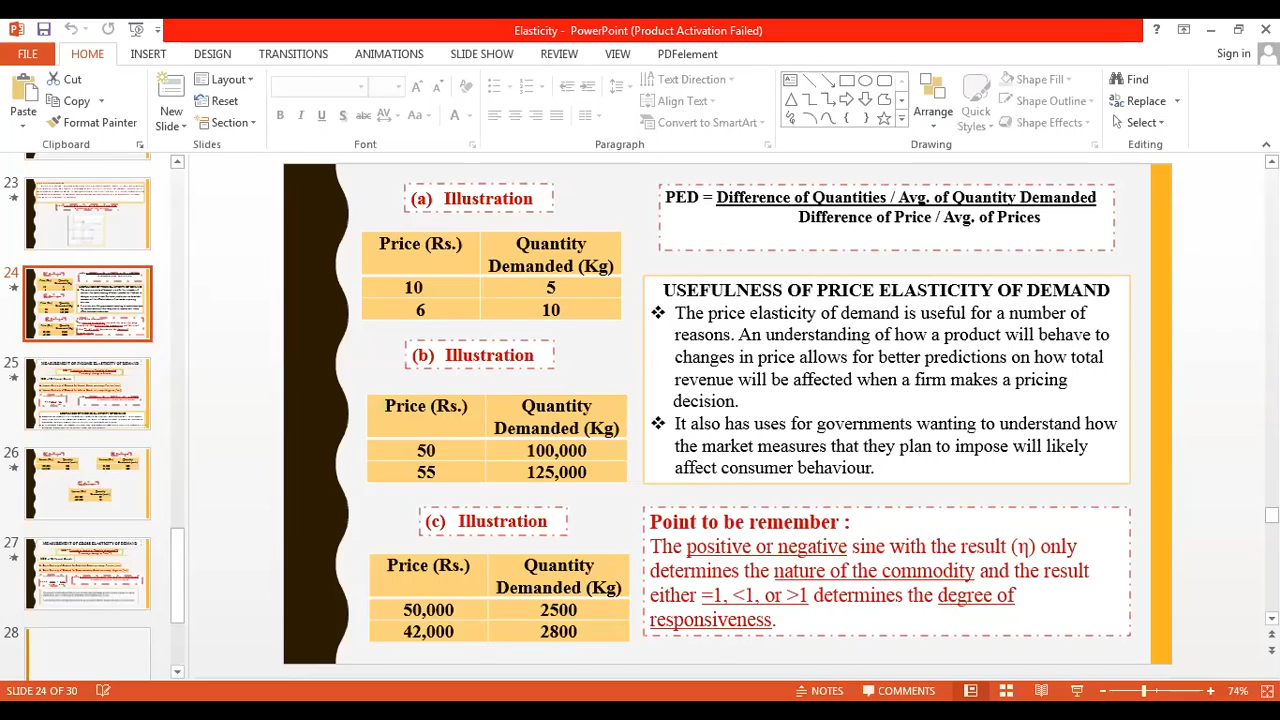 Elasticity - PowerPoint (Product Activation Failed)
FILE HOME INSERT DESIGN TRANSITIONS ANIMATIONS SLIDE SHOW REVIEW VIEW PDFelement Sign in
Cut
Copy
Format Painter
Paste
Clipboard
New
Slide
Layout
Reset
Section
Slides
Font
Text Direction
Align Text
Convert to SmartArt
Paragraph
Arrange
Quick
Styles
Shape Fill
Shape Outline
Shape Effects
Drawing
Find
Replace
Select
Editing
23
24
25
26
27
28
(a) Illustration
Price (Rs.) Quantity
Demanded (Kg)
10 5
6 10
(b) Illustration
Price (Rs.) Quantity
Demanded (Kg)
50 100,000
55 125,000
(c) Illustration
Price (Rs.) Quantity
Demanded (Kg)
50,000 2500
42,000 2800
PED = Difference of Quantities / Avg. of Quantity Demanded
Difference of Price / Avg. of Prices
USEFULNESS OF PRICE ELASTICITY OF DEMAND
❖ The price elasticity of demand is useful for a number of
reasons. An understanding of how a product will behave to
changes in price allows for better predictions on how total
revenue will be affected when a firm makes a pricing
decision.
❖ It also has uses for governments wanting to understand how
the market measures that they plan to impose will likely
affect consumer behaviour.
Point to be remember :
The positive or negative sine with the result (η) only
determines the nature of the commodity and the result
either =1, <1, or >1 determines the degree of
responsiveness.
SLIDE 24 OF 30
NOTES
COMMENTS
74%